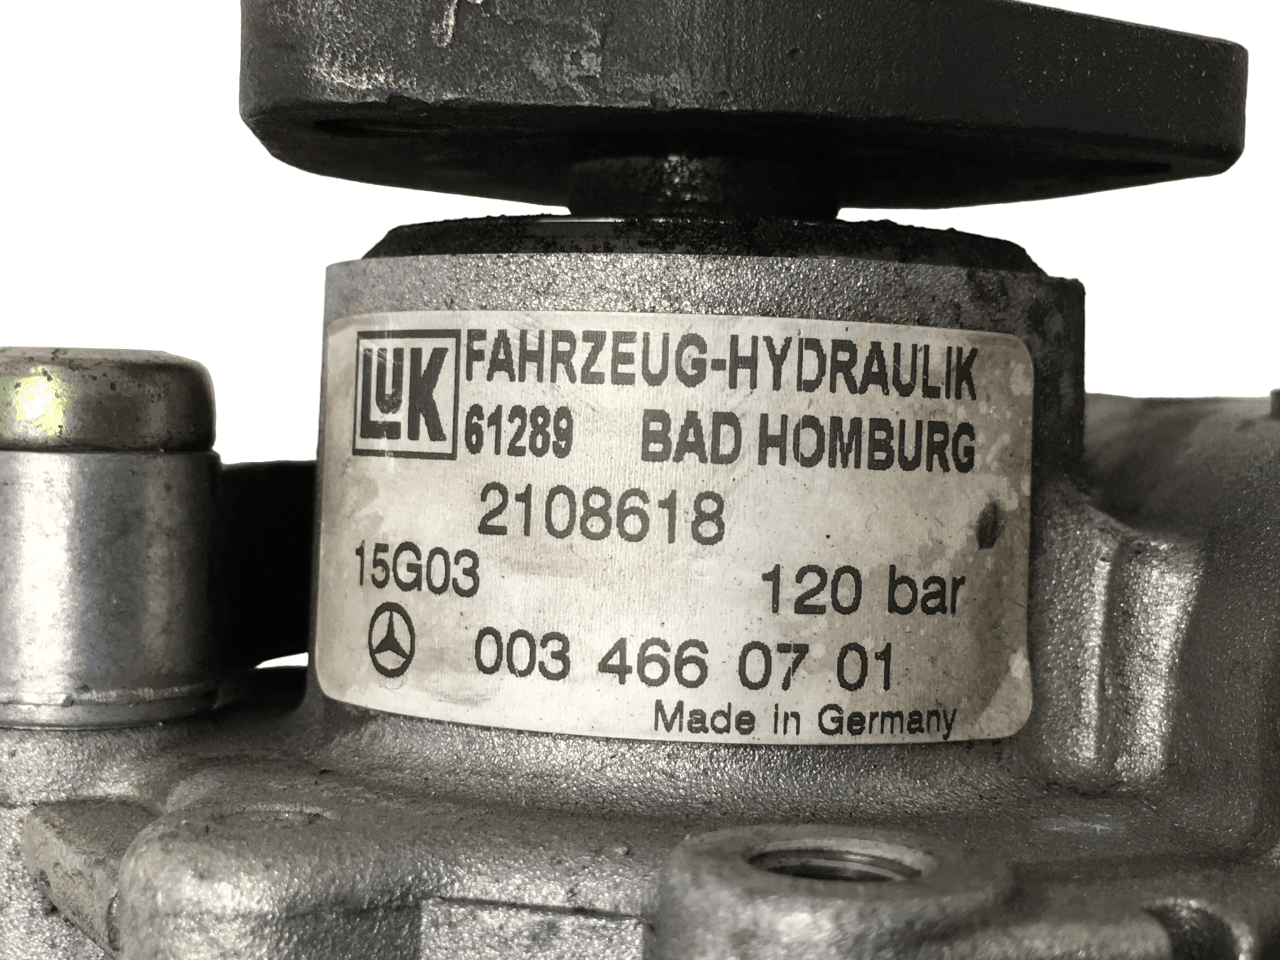 LuK FAHRZEUG-HYDRAULIK
61289 BAD HOMBURG
2108618
15G03 120 bar
003 466 07 01
Made in Germany